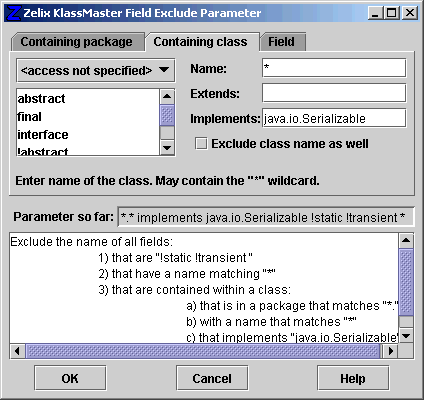 Zelix KlassMaster Field Exclude Parameter
Containing package Containing class Field
<access not specified>
abstract
final
interface
!abstract
Name: *
Extends:
Implements: java.io.Serializable
Exclude class name as well
Enter name of the class. May contain the "*" wildcard.
Parameter so far: *.* implements java.io.Serializable !static !transient *
Exclude the name of all fields:
1) that are "!static !transient "
2) that have a name matching "*"
3) that are contained within a class:
a) that is in a package that matches "*."
b) with a name that matches "*"
c) that implements "java.io.Serializable"
OK Cancel Help